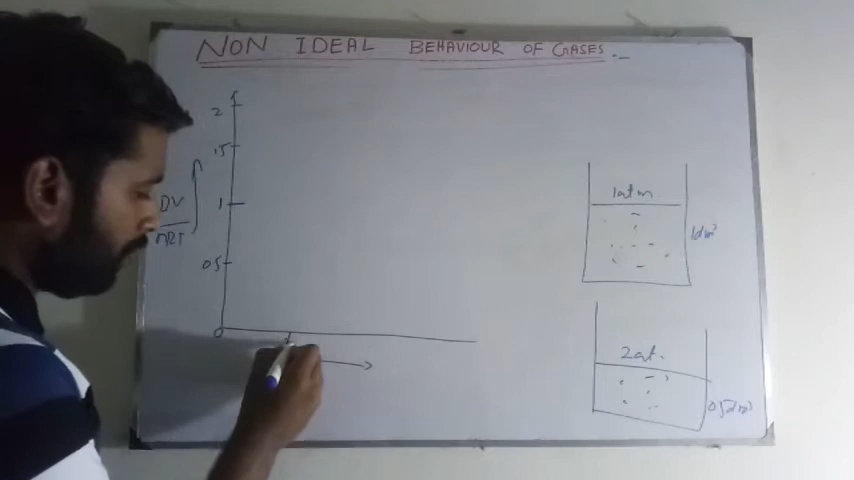 NON IDEAL BEHAVIOUR OF GASES :-
2
1.5
1
0.5
0
PV
nRT
1atm
1dm³
2at.
0.5dm³